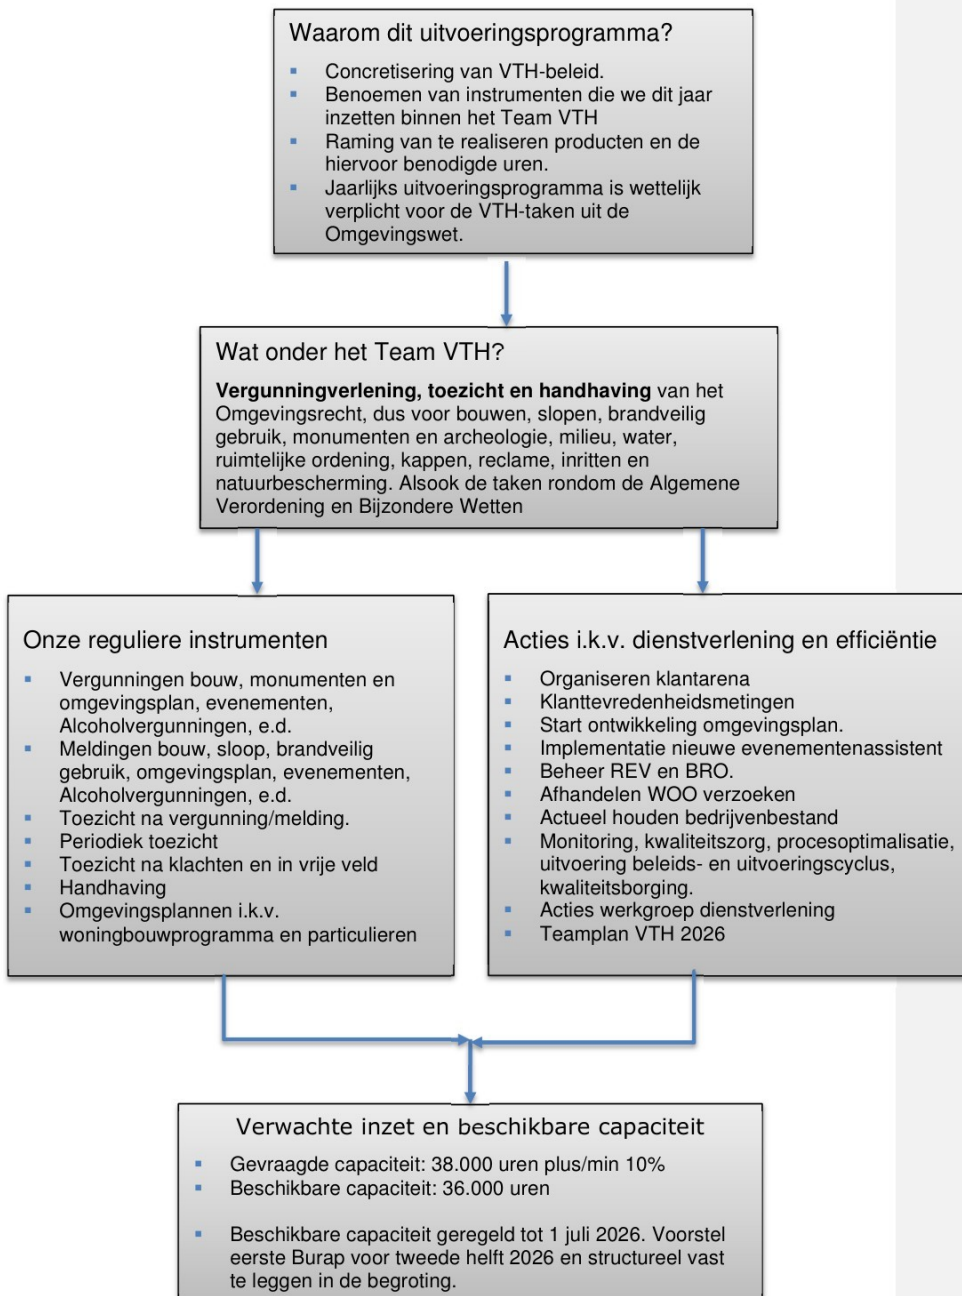 Waarom dit uitvoeringsprogramma?
▪ Concretisering van VTH-beleid.
▪ Benoemen van instrumenten die we dit jaar
inzetten binnen het Team VTH
▪ Raming van te realiseren producten en de
hiervoor benodigde uren.
▪ Jaarlijks uitvoeringsprogramma is wettelijk
verplicht voor de VTH-taken uit de
Omgevingswet.
Wat onder het Team VTH?
Vergunningverlening, toezicht en handhaving van het
Omgevingsrecht, dus voor bouwen, slopen, brandveilig
gebruik, monumenten en archeologie, milieu, water,
ruimtelijke ordening, kappen, reclame, inritten en
natuurbescherming. Alsook de taken rondom de Algemene
Verordening en Bijzondere Wetten
Onze reguliere instrumenten
▪ Vergunningen bouw, monumenten en
omgevingsplan, evenementen,
Alcoholvergunningen, e.d.
▪ Meldingen bouw, sloop, brandveilig
gebruik, omgevingsplan, evenementen,
Alcoholvergunningen, e.d.
▪ Toezicht na vergunning/melding.
▪ Periodiek toezicht
▪ Toezicht na klachten en in vrije veld
▪ Handhaving
▪ Omgevingsplannen i.k.v.
woningbouwprogramma en particulieren
Acties i.k.v. dienstverlening en efficiëntie
▪ Organiseren klantarena
▪ Klanttevredenheidsmetingen
▪ Start ontwikkeling omgevingsplan.
▪ Implementatie nieuwe evenementenassistent
▪ Beheer REV en BRO.
▪ Afhandelen WOO verzoeken
▪ Actueel houden bedrijvenbestand
▪ Monitoring, kwaliteitszorg, procesoptimalisatie,
uitvoering beleids- en uitvoeringscyclus,
kwaliteitsborging.
▪ Acties werkgroep dienstverlening
▪ Teamplan VTH 2026
Verwachte inzet en beschikbare capaciteit
▪ Gevraagde capaciteit: 38.000 uren plus/min 10%
▪ Beschikbare capaciteit: 36.000 uren
▪ Beschikbare capaciteit geregeld tot 1 juli 2026. Voorstel
eerste Burap voor tweede helft 2026 en structureel vast
te leggen in de begroting.